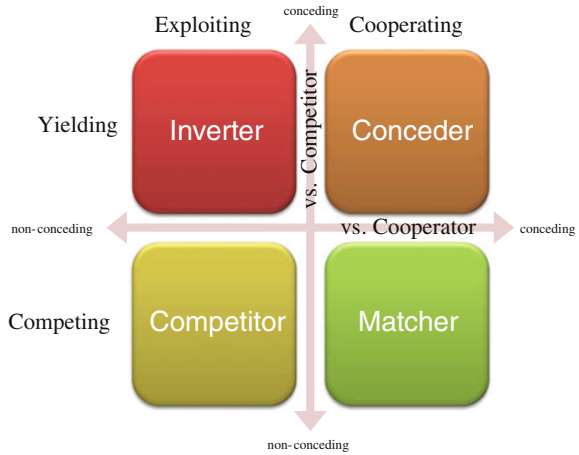 Exploiting
conceding
Cooperating
Yielding
Inverter
vs. Competitor
Conceder
non-conceding
vs. Cooperator
conceding
Competing
Competitor
Matcher
non-conceding